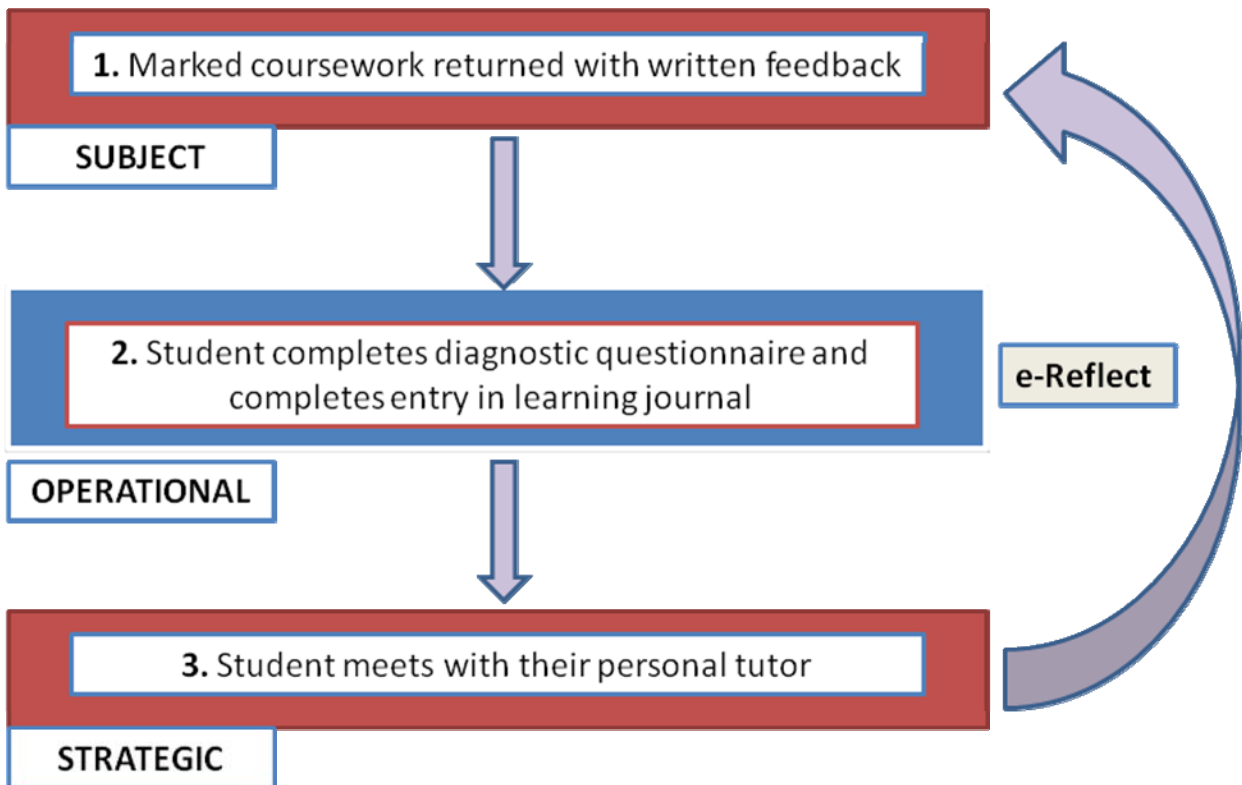 1. Marked coursework returned with written feedback
SUBJECT
2. Student completes diagnostic questionnaire and
completes entry in learning journal
e-Reflect
OPERATIONAL
3. Student meets with their personal tutor
STRATEGIC